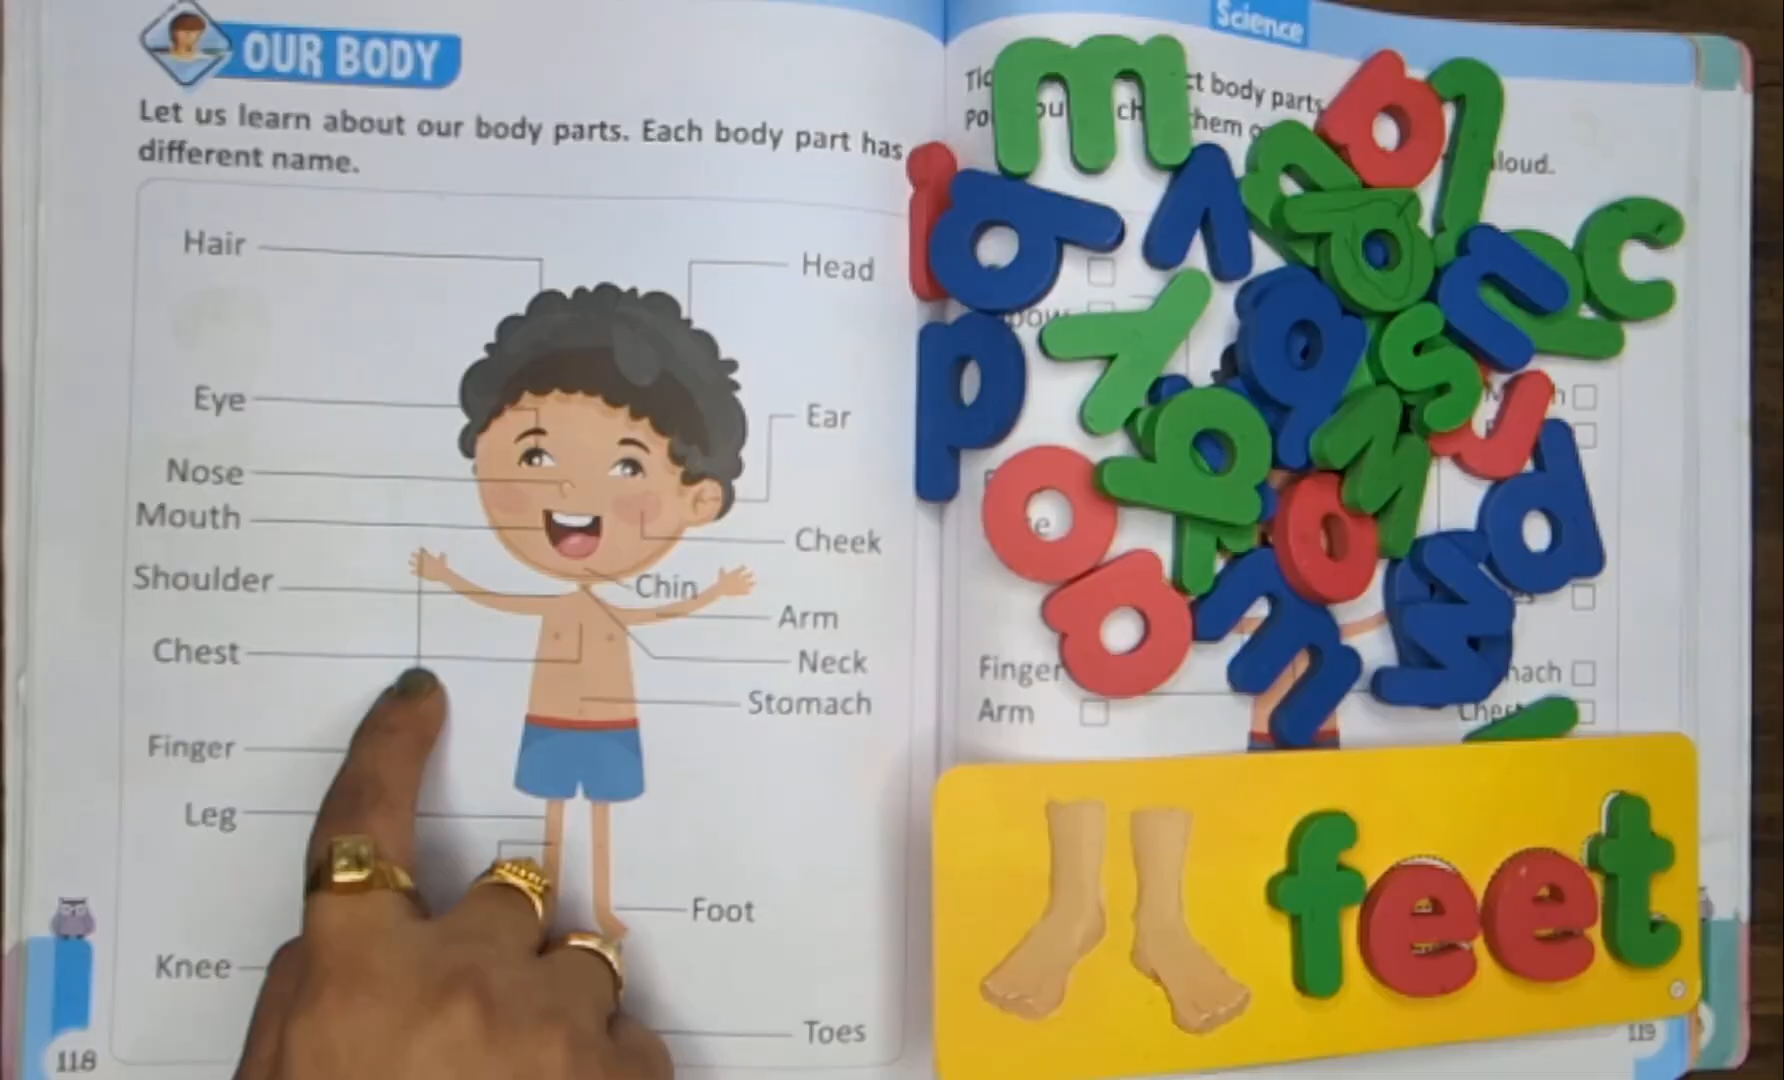 OUR BODY
Let us learn about our body parts. Each body part has
different name.
Hair
Head
Eye
Ear
Nose
Mouth
Cheek
Shoulder
Chin
Arm
Chest
Neck
Stomach
Finger
Leg
Foot
Knee
Toes
118
Science
body parts
Finger
Arm
feet
119